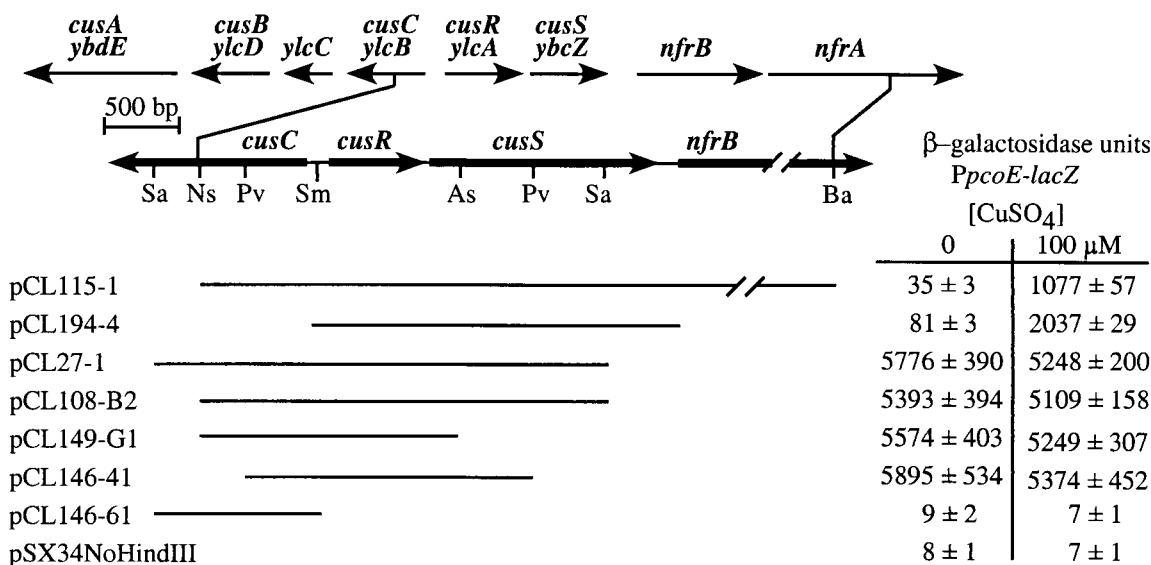 cusA cusB cusC cusR cusS
ybdE ylcD ylcC ylcB ylcA ybcZ nfrB nfrA
500 bp
cusC cusR cusS nfrB
Sa Ns Pv Sm As Pv Sa Ba
β–galactosidase units
PpcoE-lacZ
[CuSO4]
0 100 µM
pCL115-1 35 ± 3 1077 ± 57
pCL194-4 81 ± 3 2037 ± 29
pCL27-1 5776 ± 390 5248 ± 200
pCL108-B2 5393 ± 394 5109 ± 158
pCL149-G1 5574 ± 403 5249 ± 307
pCL146-41 5895 ± 534 5374 ± 452
pCL146-61 9 ± 2 7 ± 1
pSX34NoHindIII 8 ± 1 7 ± 1